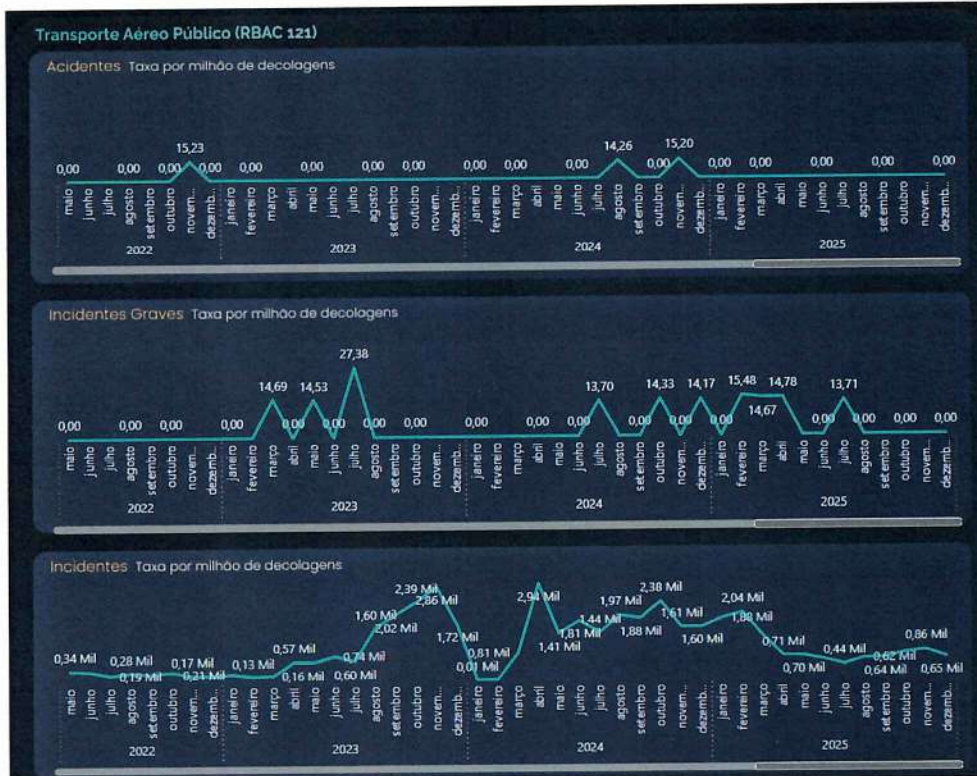 Transporte Aéreo Público (RBAC 121)
Acidentes Taxa por milhão de decolagens
15,23 14,26 15,20
0,00 0,00 0,00 0,00 0,00 0,00 0,00 0,00 0,00 0,00 0,00 0,00 0,00 0,00 0,00 0,00 0,00
maio junho julho agosto setembro outubro novem... dezemb... janeiro fevereiro março abril maio junho julho agosto setembro outubro novem... dezemb... janeiro fevereiro março abril maio junho julho agosto setembro outubro novem... dezemb... janeiro fevereiro março abril maio junho julho agosto setembro outubro novem... dezemb...
2022 2023 2024 2025
Incidentes Graves Taxa por milhão de decolagens
27,38
14,69 14,53 13,70 14,33 14,17 15,48 14,67 14,78 13,71
0,00 0,00 0,00 0,00 0,00 0,00 0,00 0,00 0,00 0,00 0,00 0,00 0,00 0,00 0,00 0,00 0,00 0,00
maio junho julho agosto setembro outubro novem... dezemb... janeiro fevereiro março abril maio junho julho agosto setembro outubro novem... dezemb... janeiro fevereiro março abril maio junho julho agosto setembro outubro novem... dezemb... janeiro fevereiro março abril maio junho julho agosto setembro outubro novem... dezemb...
2022 2023 2024 2025
Incidentes Taxa por milhão de decolagens
0,34 Mil 0,28 Mil 0,19 Mil 0,17 Mil 0,21 Mil 0,13 Mil 0,57 Mil 0,16 Mil 0,60 Mil 0,74 Mil 1,60 Mil 2,02 Mil 2,39 Mil 2,86 Mil 1,72 Mil 0,81 Mil 0,01 Mil 2,94 Mil 1,41 Mil 1,81 Mil 1,44 Mil 1,97 Mil 1,88 Mil 2,38 Mil 1,61 Mil 1,60 Mil 2,04 Mil 1,88 Mil 0,71 Mil 0,70 Mil 0,44 Mil 0,62 Mil 0,64 Mil 0,86 Mil 0,65 Mil
maio junho julho agosto setembro outubro novem... dezemb... janeiro fevereiro março abril maio junho julho agosto setembro outubro novem... dezemb... janeiro fevereiro março abril maio junho julho agosto setembro outubro novem... dezemb... janeiro fevereiro março abril maio junho julho agosto setembro outubro novem... dezemb...
2022 2023 2024 2025